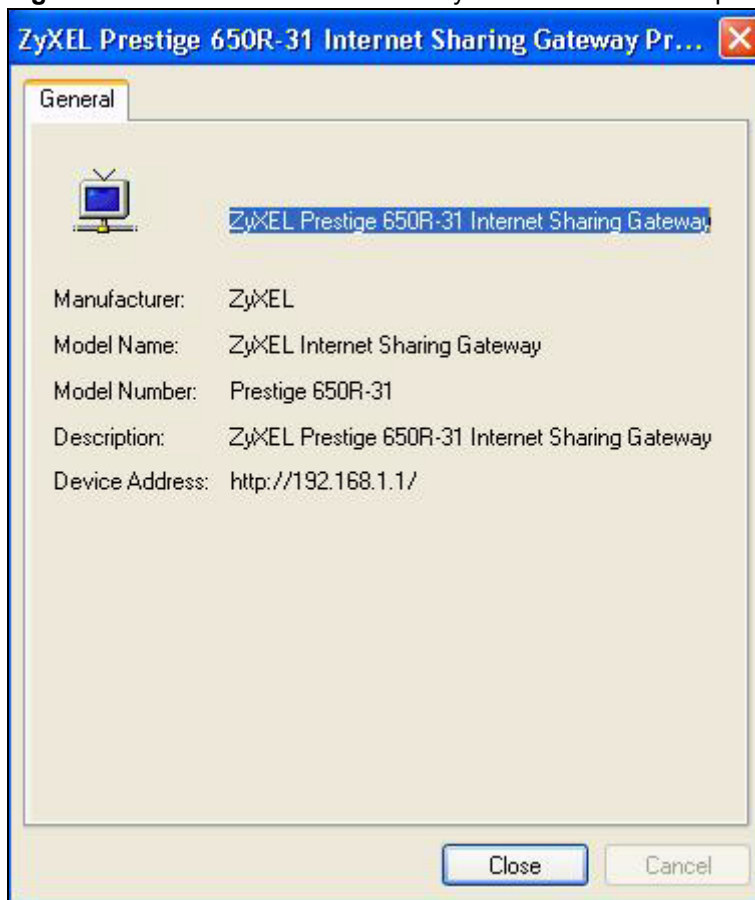 ZyXEL Prestige 650R-31 Internet Sharing Gateway Pr...
General
ZyXEL Prestige 650R-31 Internet Sharing Gateway
Manufacturer: ZyXEL
Model Name: ZyXEL Internet Sharing Gateway
Model Number: Prestige 650R-31
Description: ZyXEL Prestige 650R-31 Internet Sharing Gateway
Device Address: http://192.168.1.1/
Close Cancel